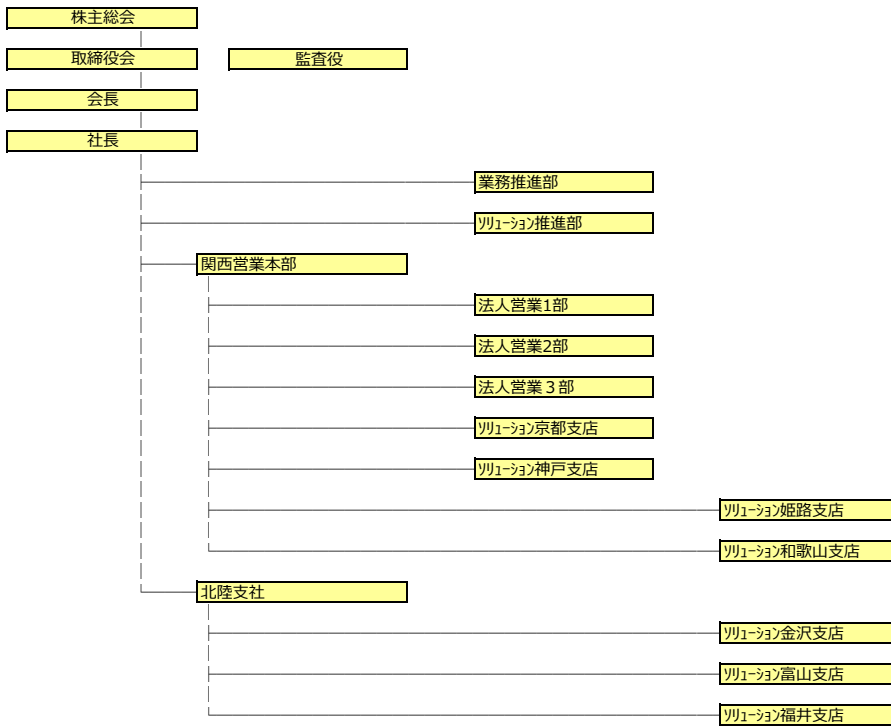 株主総会
取締役会 監査役
会長
社長
業務推進部
ｿﾘｭｰｼｮﾝ推進部
関西営業本部
法人営業1部
法人営業2部
法人営業３部
ｿﾘｭｰｼｮﾝ京都支店
ｿﾘｭｰｼｮﾝ神戸支店
ｿﾘｭｰｼｮﾝ姫路支店
ｿﾘｭｰｼｮﾝ和歌山支店
北陸支社
ｿﾘｭｰｼｮﾝ金沢支店
ｿﾘｭｰｼｮﾝ富山支店
ｿﾘｭｰｼｮﾝ福井支店